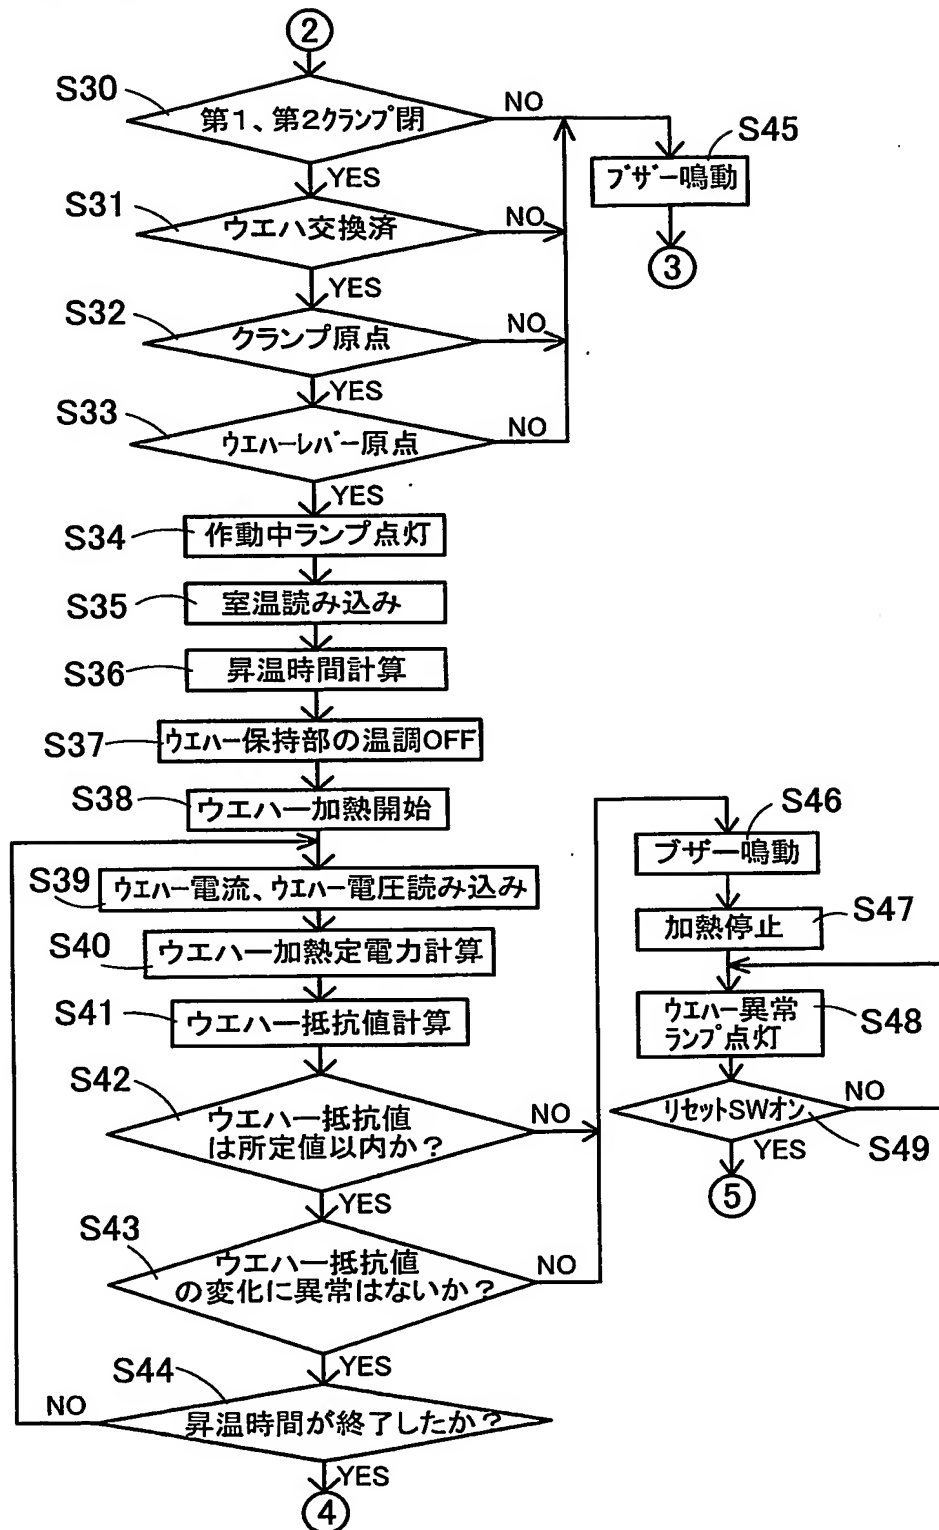 ②
S30
第1、第2クランプ閉
NO
YES
S45
ブザー鳴動
③
S31
ウエハ交換済
NO
YES
S32
クランプ原点
NO
YES
S33
ウエハーレバー原点
NO
YES
S34
作動中ランプ点灯
S35
室温読み込み
S36
昇温時間計算
S37
ウエハー保持部の温調OFF
S38
ウエハー加熱開始
S39
ウエハー電流、ウエハー電圧読み込み
S40
ウエハー加熱定電力計算
S41
ウエハー抵抗値計算
S42
ウエハー抵抗値
は所定値以内か?
NO
YES
S43
ウエハー抵抗値
の変化に異常はないか?
NO
YES
S44
昇温時間が終了したか?
NO
YES
④
S46
ブザー鳴動
S47
加熱停止
S48
ウエハー異常
ランプ点灯
S49
リセットSWオン
NO
YES
⑤